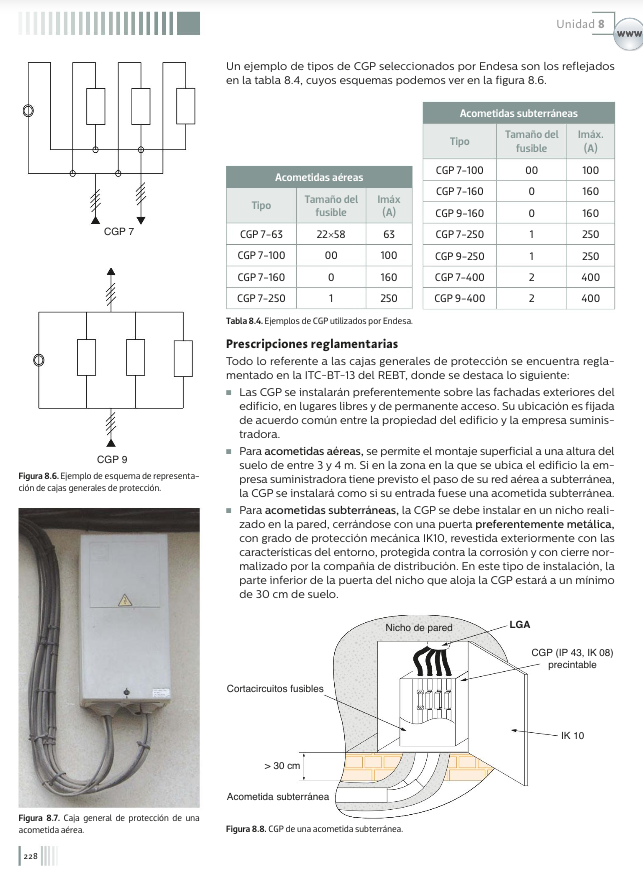 Unidad 8
www
Un ejemplo de tipos de CGP seleccionados por Endesa son los reflejados
en la tabla 8.4, cuyos esquemas podemos ver en la figura 8.6.
CGP 7
CGP 9
Figura 8.6. Ejemplo de esquema de representa-
ción de cajas generales de protección.
Acometidas aéreas
Tipo Tamaño del fusible Imáx (A)
CGP 7-63 22×58 63
CGP 7-100 00 100
CGP 7-160 0 160
CGP 7-250 1 250
Acometidas subterráneas
Tipo Tamaño del fusible Imáx. (A)
CGP 7-100 00 100
CGP 7-160 0 160
CGP 9-160 0 160
CGP 7-250 1 250
CGP 9-250 1 250
CGP 7-400 2 400
CGP 9-400 2 400
Tabla 8.4. Ejemplos de CGP utilizados por Endesa.
Prescripciones reglamentarias
Todo lo referente a las cajas generales de protección se encuentra regla-
mentado en la ITC-BT-13 del REBT, donde se destaca lo siguiente:
■ Las CGP se instalarán preferentemente sobre las fachadas exteriores del
edificio, en lugares libres y de permanente acceso. Su ubicación es fijada
de acuerdo común entre la propiedad del edificio y la empresa suminis-
tradora.
■ Para acometidas aéreas, se permite el montaje superficial a una altura del
suelo de entre 3 y 4 m. Si en la zona en la que se ubica el edificio la em-
presa suministradora tiene previsto el paso de su red aérea a subterránea,
la CGP se instalará como si su entrada fuese una acometida subterránea.
■ Para acometidas subterráneas, la CGP se debe instalar en un nicho reali-
zado en la pared, cerrándose con una puerta preferentemente metálica,
con grado de protección mecánica IK10, revestida exteriormente con las
características del entorno, protegida contra la corrosión y con cierre nor-
malizado por la compañía de distribución. En este tipo de instalación, la
parte inferior de la puerta del nicho que aloja la CGP estará a un mínimo
de 30 cm de suelo.
Nicho de pared
LGA
CGP (IP 43, IK 08)
precintable
Cortacircuitos fusibles
IK 10
> 30 cm
Acometida subterránea
Figura 8.8. CGP de una acometida subterránea.
Figura 8.7. Caja general de protección de una
acometida aérea.
228